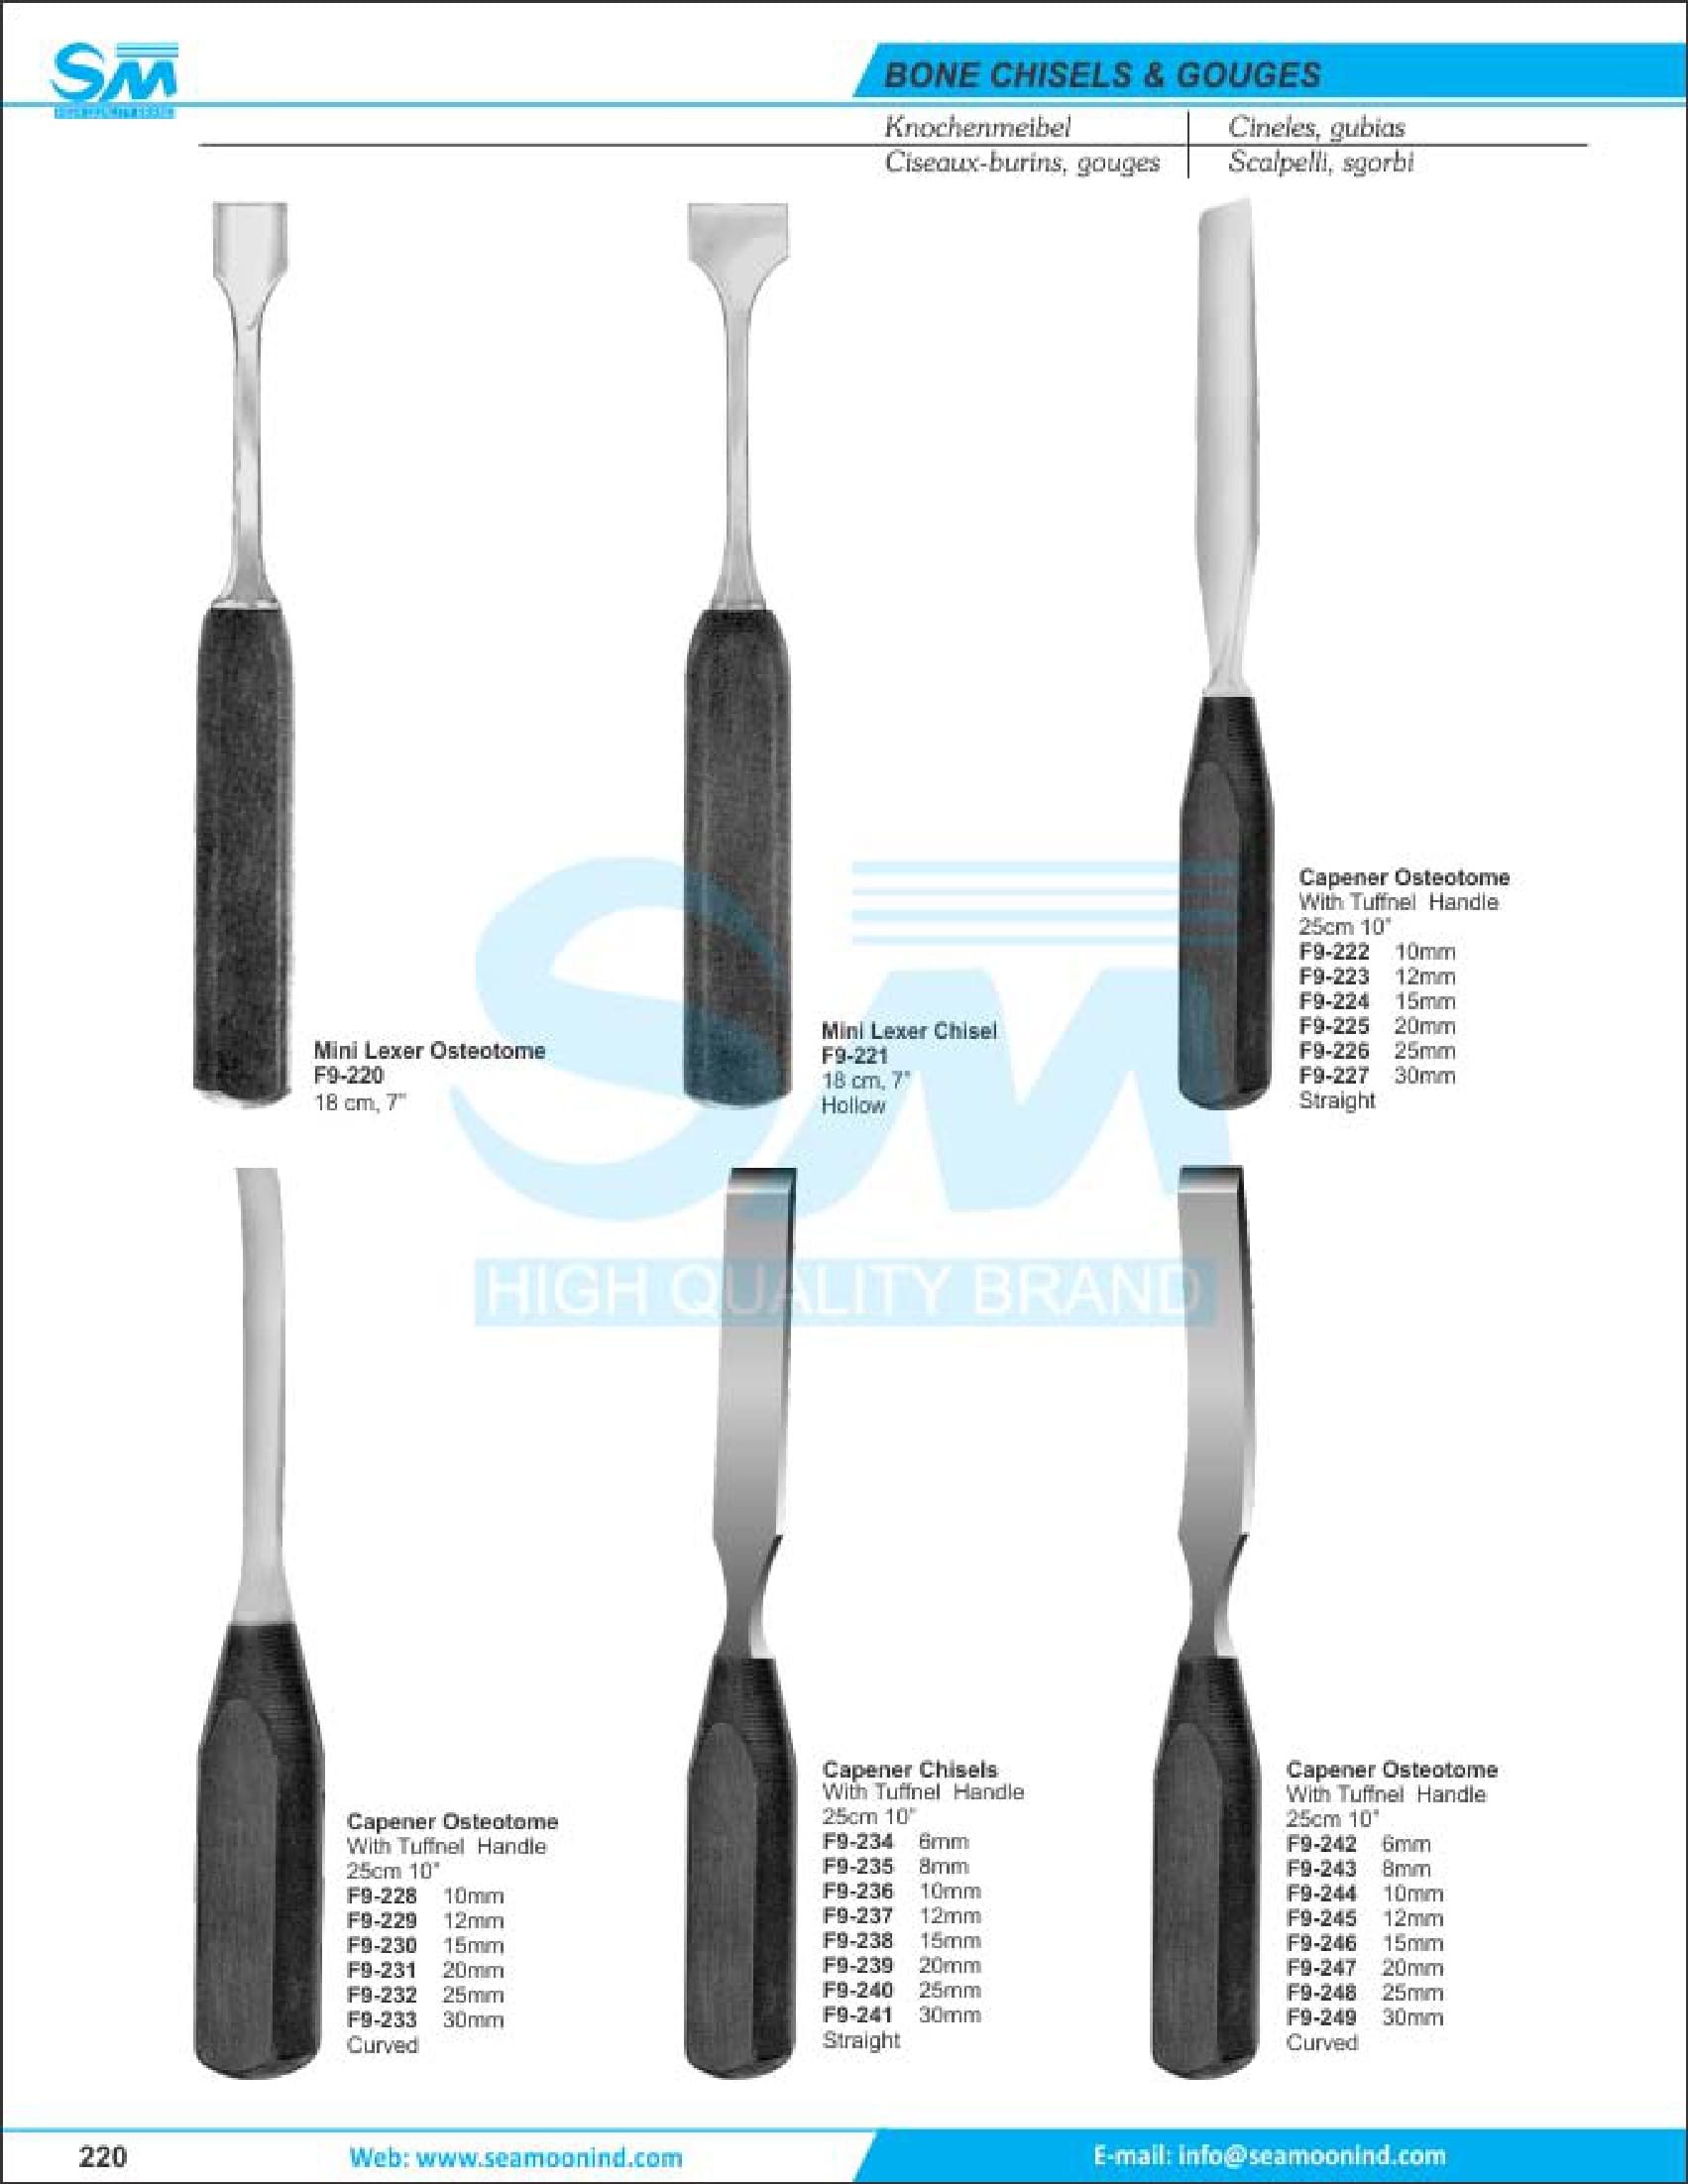 SM
HIGH QUALITY BRAND
BONE CHISELS & GOUGES
Knochenmeibel
Cineles, gubias
Ciseaux-burins, gouges
Scalpelli, sgorbi
Mini Lexer Osteotome
F9-220
18 cm, 7"
Mini Lexer Chisel
F9-221
18 cm, 7"
Hollow
Capener Osteotome
With Tuffnel Handle
25cm 10"
F9-222 10mm
F9-223 12mm
F9-224 15mm
F9-225 20mm
F9-226 25mm
F9-227 30mm
Straight
SM
HIGH QUALITY BRAND
Capener Osteotome
With Tuffnel Handle
25cm 10"
F9-228 10mm
F9-229 12mm
F9-230 15mm
F9-231 20mm
F9-232 25mm
F9-233 30mm
Curved
Capener Chisels
With Tuffnel Handle
25cm 10"
F9-234 6mm
F9-235 8mm
F9-236 10mm
F9-237 12mm
F9-238 15mm
F9-239 20mm
F9-240 25mm
F9-241 30mm
Straight
Capener Osteotome
With Tuffnel Handle
25cm 10"
F9-242 6mm
F9-243 8mm
F9-244 10mm
F9-245 12mm
F9-246 15mm
F9-247 20mm
F9-248 25mm
F9-249 30mm
Curved
220
Web: www.seamoonind.com
E-mail: info@seamoonind.com